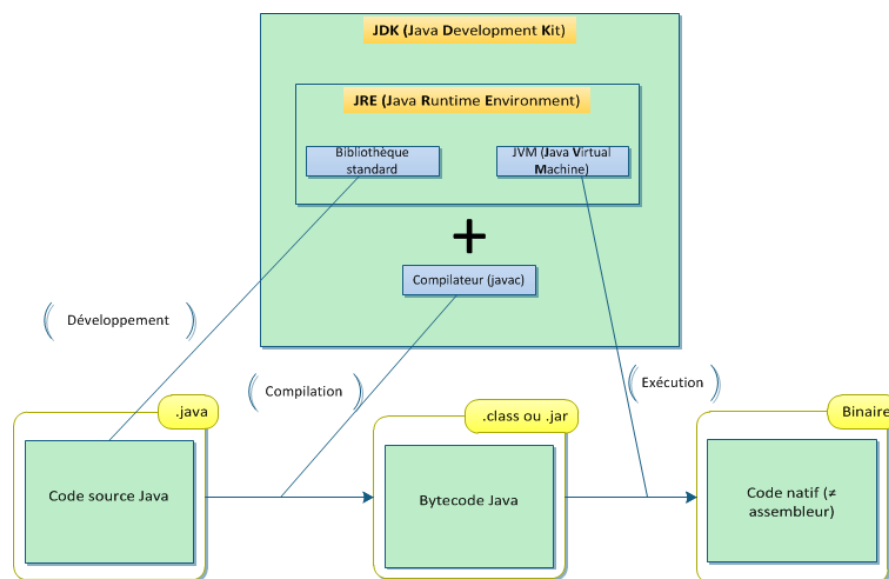 JDK (Java Development Kit)
JRE (Java Runtime Environment)
Bibliothèque
standard
JVM (Java Virtual
Machine)
+
Compilateur (javac)
Développement
Compilation
Exécution
.java
.class ou .jar
Binaire
Code source Java
Bytecode Java
Code natif (≠
assembleur)